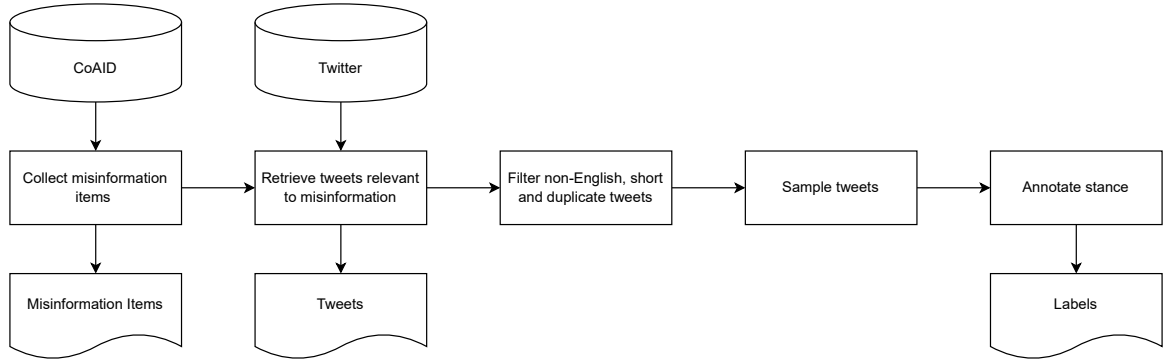 CoAID
Twitter
Collect misinformation
items
Retrieve tweets relevant
to misinformation
Filter non-English, short
and duplicate tweets
Sample tweets
Annotate stance
Misinformation Items
Tweets
Labels